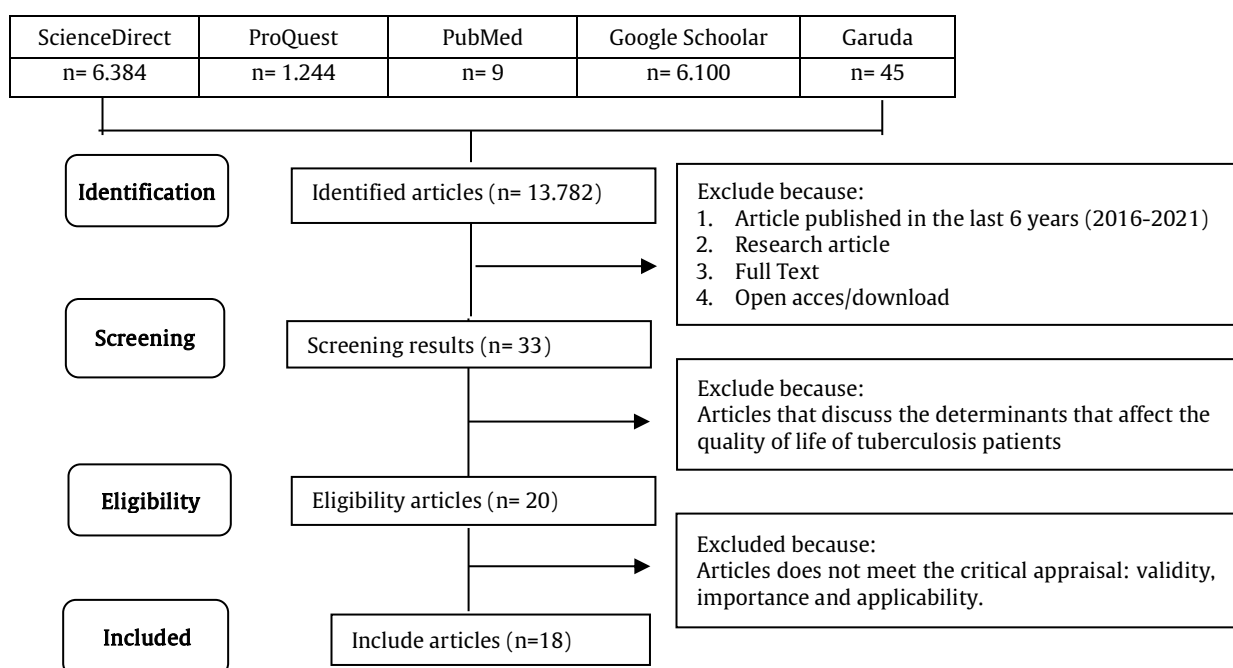 ScienceDirect ProQuest PubMed Google Schoolar Garuda
n= 6.384 n= 1.244 n= 9 n= 6.100 n= 45
Identification
Identified articles (n= 13.782)
Exclude because:
1. Article published in the last 6 years (2016-2021)
2. Research article
3. Full Text
4. Open acces/download
Screening
Screening results (n= 33)
Exclude because:
Articles that discuss the determinants that affect the
quality of life of tuberculosis patients
Eligibility
Eligibility articles (n= 20)
Excluded because:
Articles does not meet the critical appraisal: validity,
importance and applicability.
Included
Include articles (n=18)